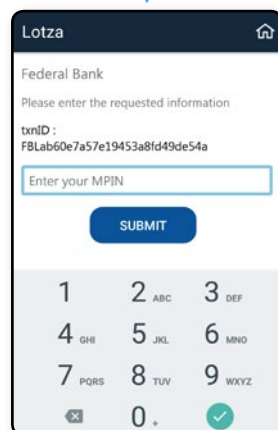 Lotza
Federal Bank
Please enter the requested information
txnID :
FBLab60e7a57e19453a8fd49de54a
Enter your MPIN
SUBMIT
1 2 ABC 3 DEF
4 GHI 5 JKL 6 MNO
7 PQRS 8 TUV 9 WXYZ
0 +